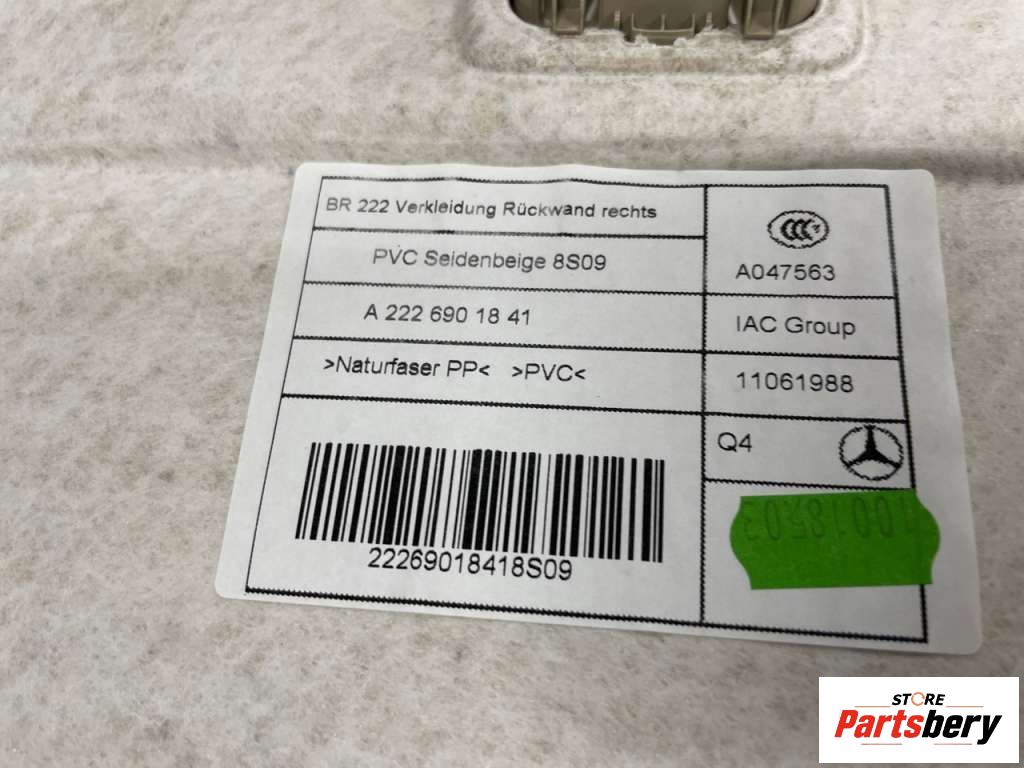 BR 222 Verkleidung Rückwand rechts
PVC Seidenbeige 8S09
A 222 690 18 41
>Naturfaser PP< >PVC<
22269018418S09
CCC
A047563
IAC Group
11061988
Q4
STORE
Partsbery